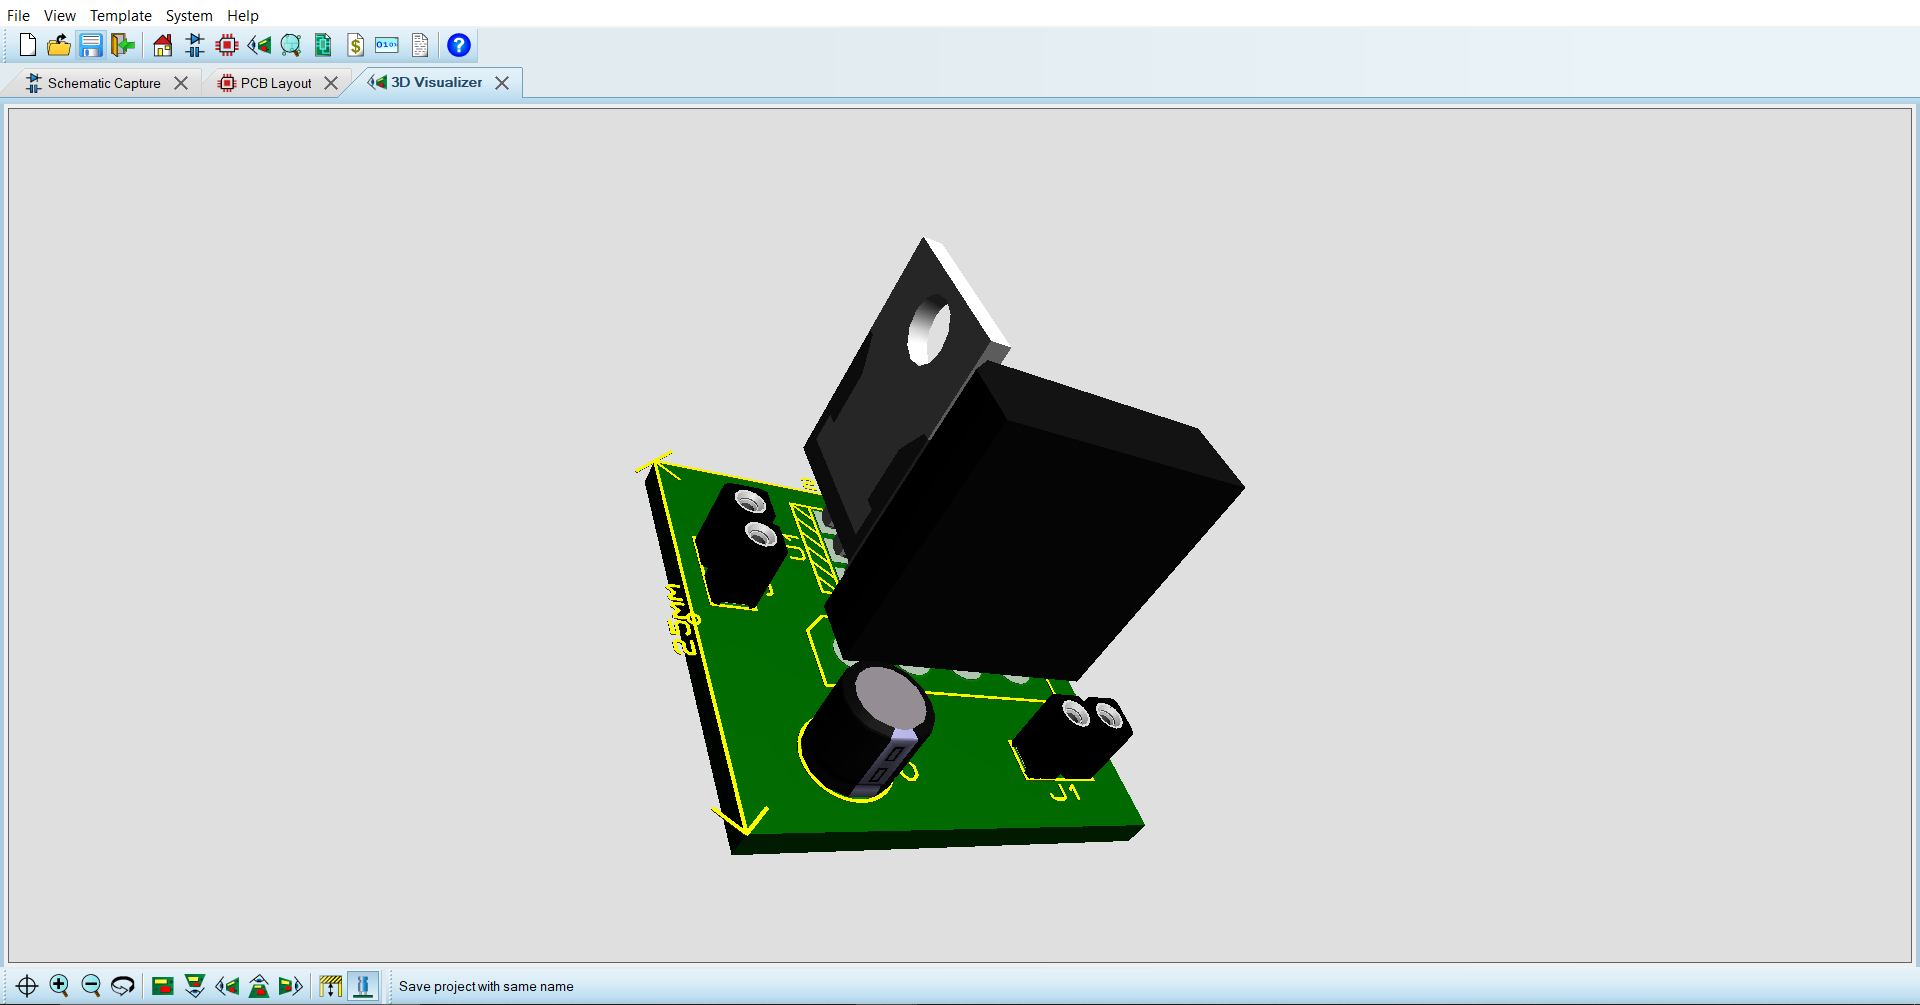 File View Template System Help
$
010
?
Schematic Capture
PCB Layout
3D Visualizer
U1
25MM
J1
Save project with same name